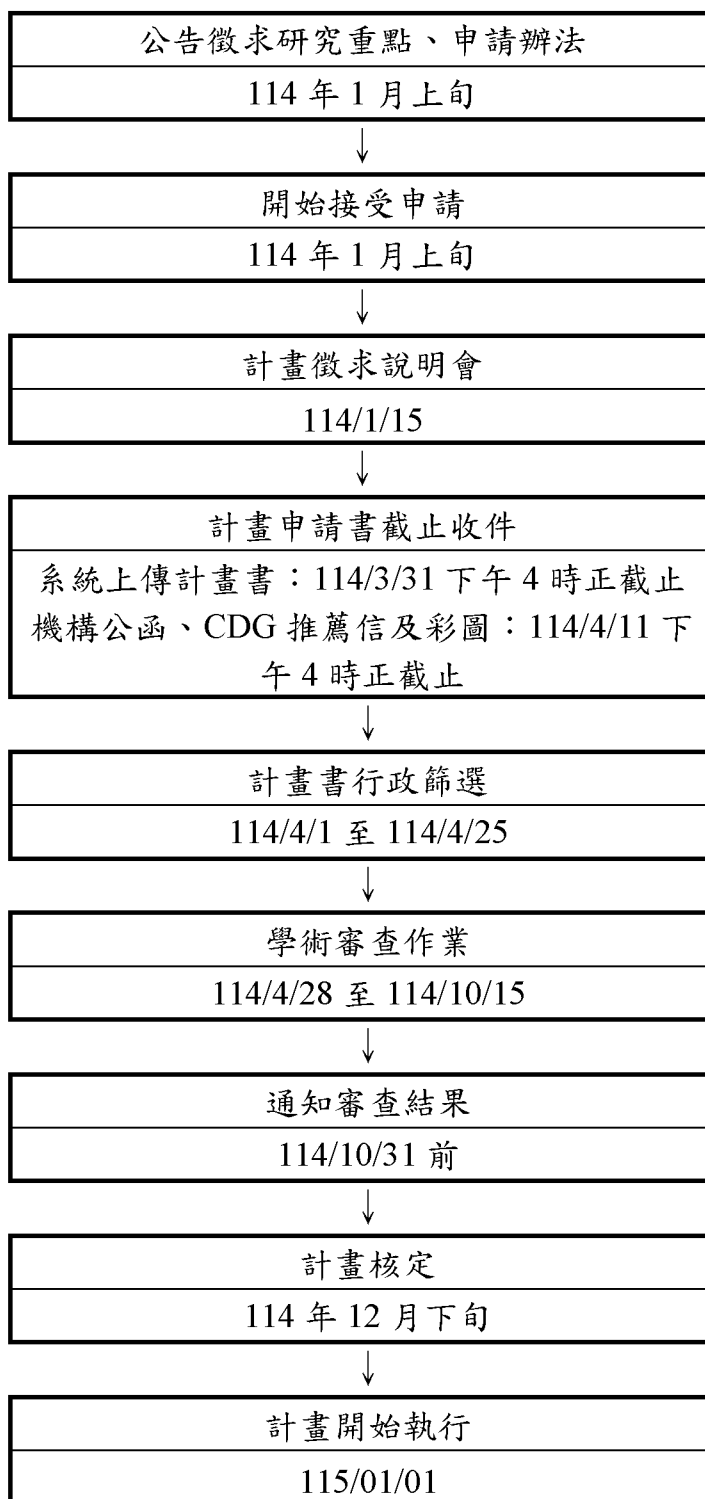 公告徵求研究重點、申請辦法
114 年 1 月上旬
↓
開始接受申請
114 年 1 月上旬
↓
計畫徵求說明會
114/1/15
↓
計畫申請書截止收件
系統上傳計畫書：114/3/31 下午 4 時正截止
機構公函、CDG 推薦信及彩圖：114/4/11 下
午 4 時正截止
↓
計畫書行政篩選
114/4/1 至 114/4/25
↓
學術審查作業
114/4/28 至 114/10/15
↓
通知審查結果
114/10/31 前
↓
計畫核定
114 年 12 月下旬
↓
計畫開始執行
115/01/01